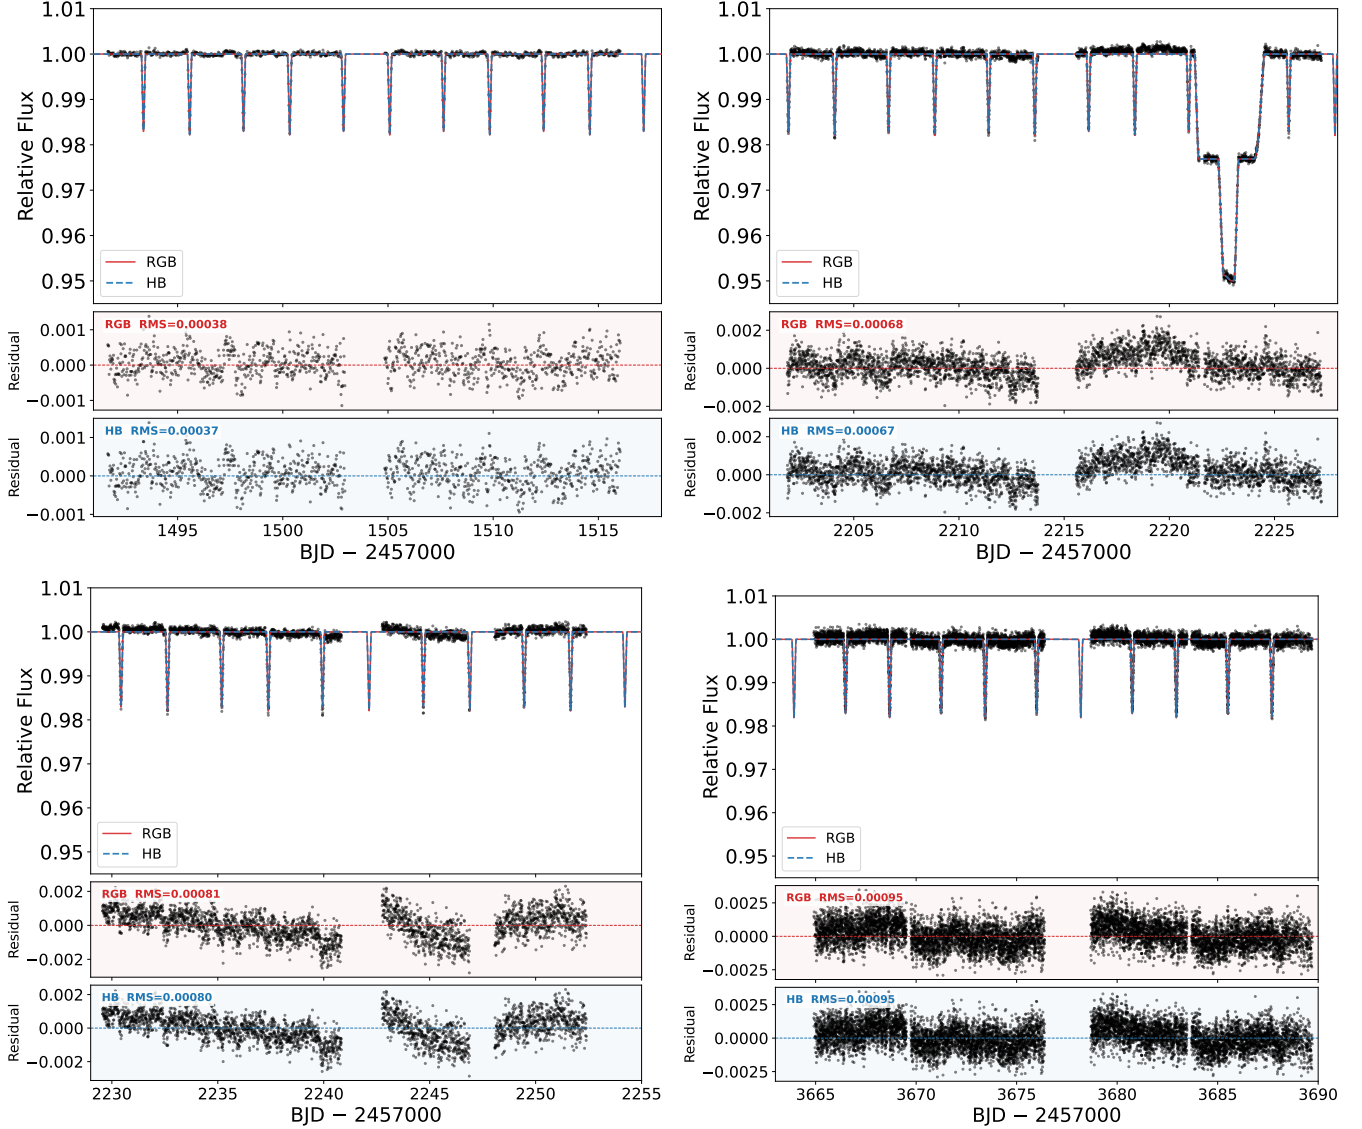 1.01
1.00
0.99
0.98
0.97
0.96
0.95
Relative Flux
RGB
HB
0.001
0.000
−0.001
Residual
RGB RMS=0.00038
0.001
0.000
−0.001
Residual
HB RMS=0.00037
1495 1500 1505 1510 1515
BJD − 2457000
1.01
1.00
0.99
0.98
0.97
0.96
0.95
Relative Flux
RGB
HB
0.002
0.000
−0.002
Residual
RGB RMS=0.00068
0.002
0.000
−0.002
Residual
HB RMS=0.00067
2205 2210 2215 2220 2225
BJD − 2457000
1.01
1.00
0.99
0.98
0.97
0.96
0.95
Relative Flux
RGB
HB
0.002
0.000
−0.002
Residual
RGB RMS=0.00081
0.002
0.000
−0.002
Residual
HB RMS=0.00080
2230 2235 2240 2245 2250 2255
BJD − 2457000
1.01
1.00
0.99
0.98
0.97
0.96
0.95
Relative Flux
RGB
HB
0.0025
0.0000
−0.0025
Residual
RGB RMS=0.00095
0.0025
0.0000
−0.0025
Residual
HB RMS=0.00095
3665 3670 3675 3680 3685 3690
BJD − 2457000